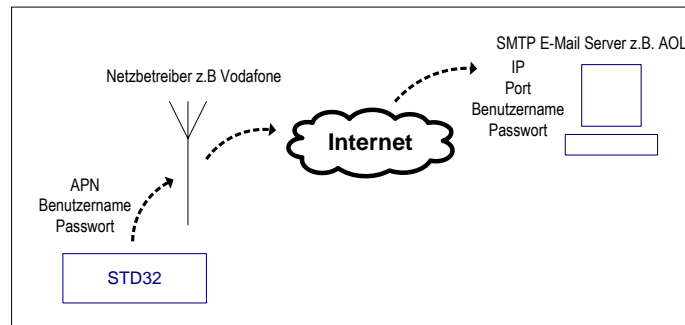 SMTP E-Mail Server z.B. AOL
IP
Port
Benutzername
Passwort
Netzbetreiber z.B Vodafone
Internet
APN
Benutzername
Passwort
STD32